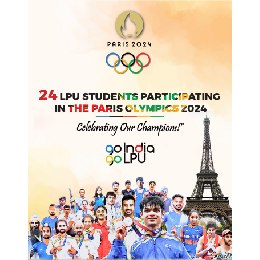 PARIS 2024
24 LPU STUDENTS PARTICIPATING
IN THE PARIS OLYMPICS 2024
Celebrating Our Champions!"
go India
go LPU